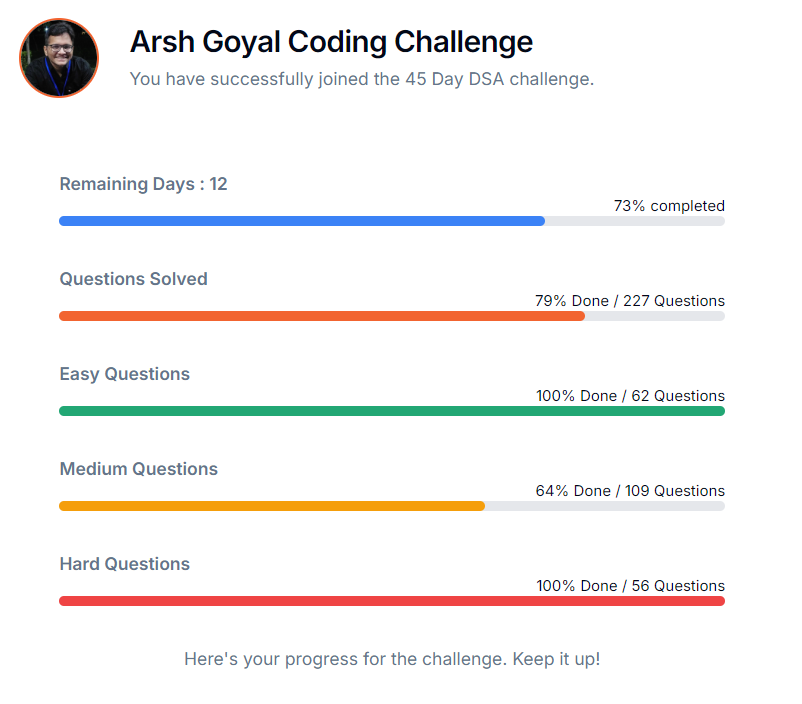 Arsh Goyal Coding Challenge
You have successfully joined the 45 Day DSA challenge.
Remaining Days : 12
73% completed
Questions Solved
79% Done / 227 Questions
Easy Questions
100% Done / 62 Questions
Medium Questions
64% Done / 109 Questions
Hard Questions
100% Done / 56 Questions
Here's your progress for the challenge. Keep it up!